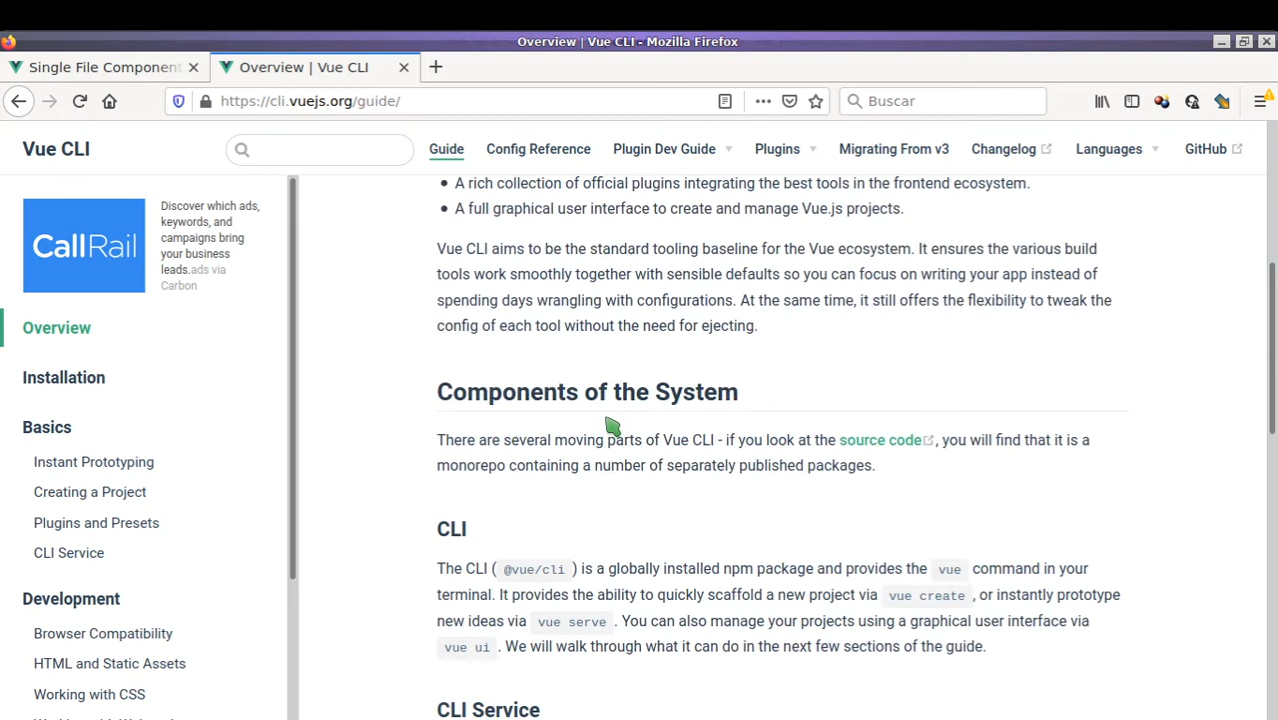 Overview | Vue CLI - Mozilla Firefox
Single File Component
Overview | Vue CLI
https://cli.vuejs.org/guide/
Buscar
Vue CLI
Guide
Config Reference
Plugin Dev Guide
Plugins
Migrating From v3
Changelog
Languages
GitHub
CallRail
Discover which ads,
keywords, and
campaigns bring
your business
leads.ads via
Carbon
Overview
Installation
Basics
Instant Prototyping
Creating a Project
Plugins and Presets
CLI Service
Development
Browser Compatibility
HTML and Static Assets
Working with CSS
• A rich collection of official plugins integrating the best tools in the frontend ecosystem.
• A full graphical user interface to create and manage Vue.js projects.
Vue CLI aims to be the standard tooling baseline for the Vue ecosystem. It ensures the various build
tools work smoothly together with sensible defaults so you can focus on writing your app instead of
spending days wrangling with configurations. At the same time, it still offers the flexibility to tweak the
config of each tool without the need for ejecting.
Components of the System
There are several moving parts of Vue CLI - if you look at the source code, you will find that it is a
monorepo containing a number of separately published packages.
CLI
The CLI ( @vue/cli ) is a globally installed npm package and provides the vue command in your
terminal. It provides the ability to quickly scaffold a new project via vue create , or instantly prototype
new ideas via vue serve . You can also manage your projects using a graphical user interface via
vue ui . We will walk through what it can do in the next few sections of the guide.
CLI Service